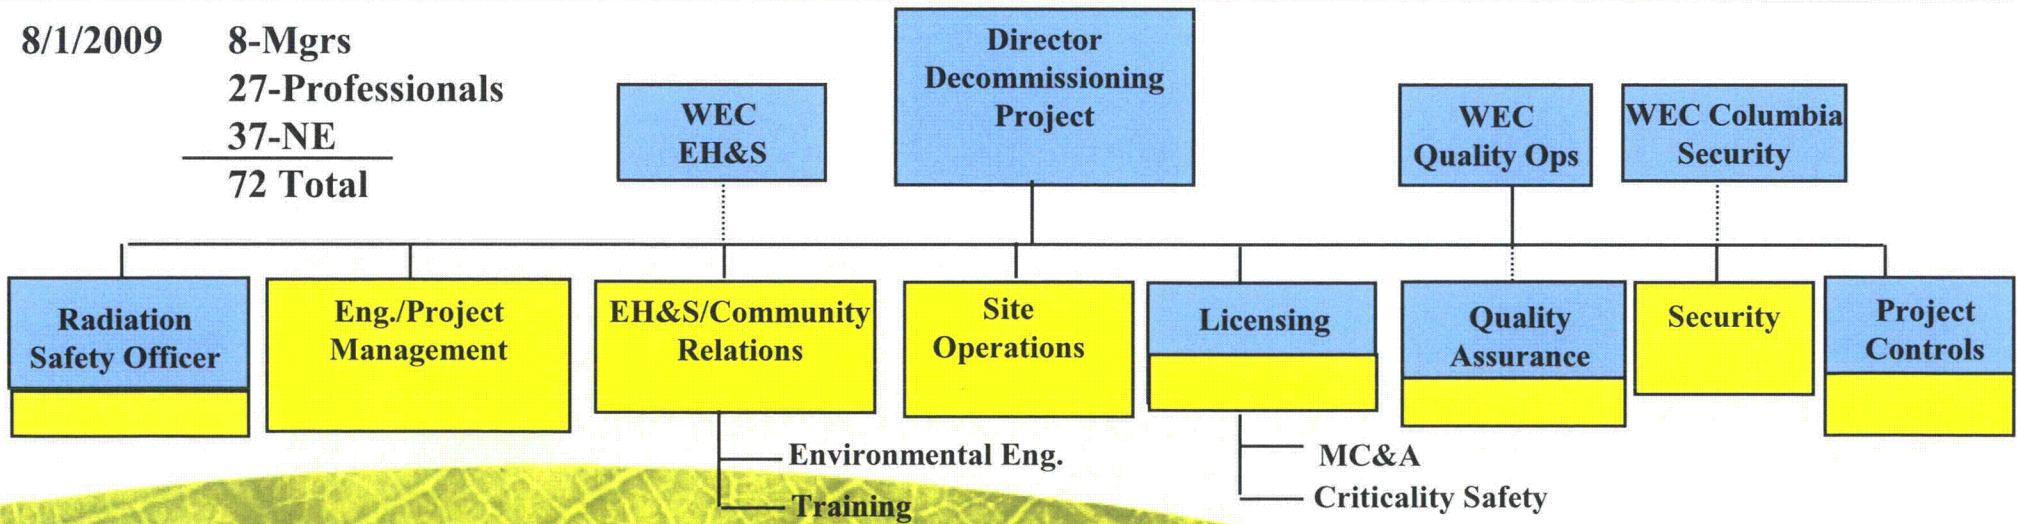 8/1/2009 8-Mgrs
27-Professionals
37-NE
72 Total
Director
Decommissioning
Project
WEC
EH&S
WEC
Quality Ops
WEC Columbia
Security
Radiation
Safety Officer
Eng./Project
Management
EH&S/Community
Relations
Site
Operations
Licensing
Quality
Assurance
Security
Project
Controls
Environmental Eng.
Training
MC&A
Criticality Safety